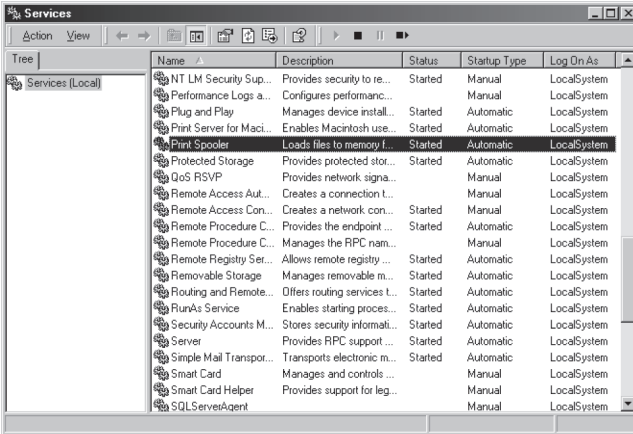 Services
Action View
Tree
Services (Local)
Name Description Status Startup Type Log On As
NT LM Security Sup... Provides security to re... Started Manual LocalSystem
Performance Logs a... Configures performanc... Manual LocalSystem
Plug and Play Manages device install... Started Automatic LocalSystem
Print Server for Maci... Enables Macintosh use... Started Automatic LocalSystem
Print Spooler Loads files to memory f... Started Automatic LocalSystem
Protected Storage Provides protected stor... Started Automatic LocalSystem
QoS RSVP Provides network signa... Manual LocalSystem
Remote Access Aut... Creates a connection t... Manual LocalSystem
Remote Access Con... Creates a network con... Started Manual LocalSystem
Remote Procedure C... Provides the endpoint ... Started Automatic LocalSystem
Remote Procedure C... Manages the RPC nam... Manual LocalSystem
Remote Registry Ser... Allows remote registry ... Started Automatic LocalSystem
Removable Storage Manages removable m... Started Automatic LocalSystem
Routing and Remote... Offers routing services t... Started Automatic LocalSystem
RunAs Service Enables starting proces... Started Automatic LocalSystem
Security Accounts M... Stores security informati... Started Automatic LocalSystem
Server Provides RPC support ... Started Automatic LocalSystem
Simple Mail Transpor... Transports electronic m... Started Automatic LocalSystem
Smart Card Manages and controls ... Manual LocalSystem
Smart Card Helper Provides support for leg... Manual LocalSystem
SQLServerAgent Manual LocalSystem